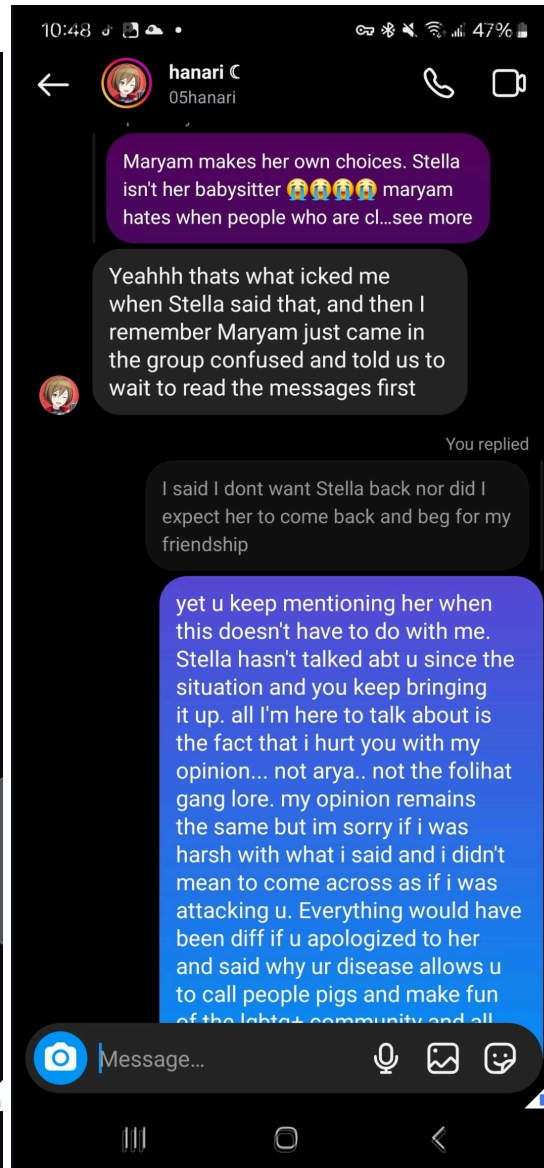 10:48
47%
hanari ☾
05hanari
Maryam makes her own choices. Stella
isn't her babysitter 😭😭😭😭 maryam
hates when people who are cl...see more
Yeahhh thats what icked me
when Stella said that, and then I
remember Maryam just came in
the group confused and told us to
wait to read the messages first
You replied
I said I dont want Stella back nor did I
expect her to come back and beg for my
friendship
yet u keep mentioning her when
this doesn't have to do with me.
Stella hasn't talked abt u since the
situation and you keep bringing
it up. all I'm here to talk about is
the fact that i hurt you with my
opinion... not arya.. not the folihat
gang lore. my opinion remains
the same but im sorry if i was
harsh with what i said and i didn't
mean to come across as if i was
attacking u. Everything would have
been diff if u apologized to her
and said why ur disease allows u
to call people pigs and make fun
of the lgbtq+ community and all
Message...